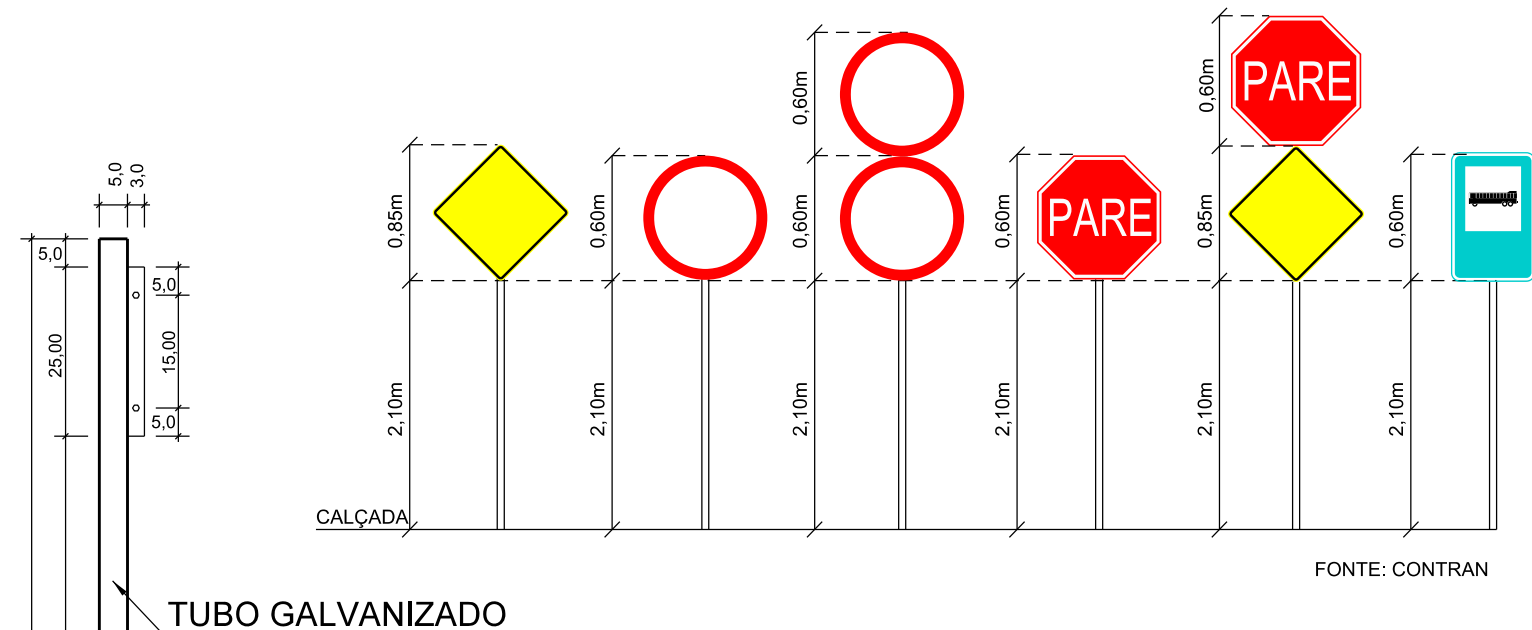 5,0
3,0
5,0
25,00
5,0
15,00
5,0
TUBO GALVANIZADO
0,85m
2,10m
0,60m
2,10m
0,60m
0,60m
2,10m
0,60m
2,10m
PARE
0,60m
0,85m
2,10m
PARE
0,60m
2,10m
CALÇADA
FONTE: CONTRAN